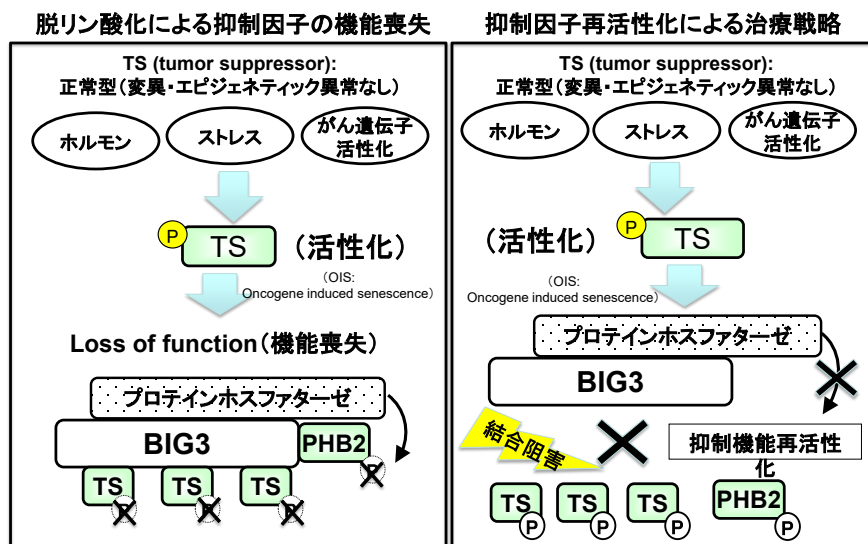 脱リン酸化による抑制因子の機能喪失
TS (tumor suppressor):
正常型(変異・エピジェネティック異常なし)
ホルモン
ストレス
がん遺伝子
活性化
P
TS
(活性化)
(OIS:
Oncogene induced senescence)
Loss of function(機能喪失)
プロテインホスファターゼ
BIG3
PHB2
P
TS
TS
TS
P
P
P
抑制因子再活性化による治療戦略
TS (tumor suppressor):
正常型(変異・エピジェネティック異常なし)
ホルモン
ストレス
がん遺伝子
活性化
(活性化)
P
TS
(OIS:
Oncogene induced senescence)
プロテインホスファターゼ
BIG3
結合阻害
抑制機能再活性
化
TS
TS
TS
PHB2
P
P
P
P